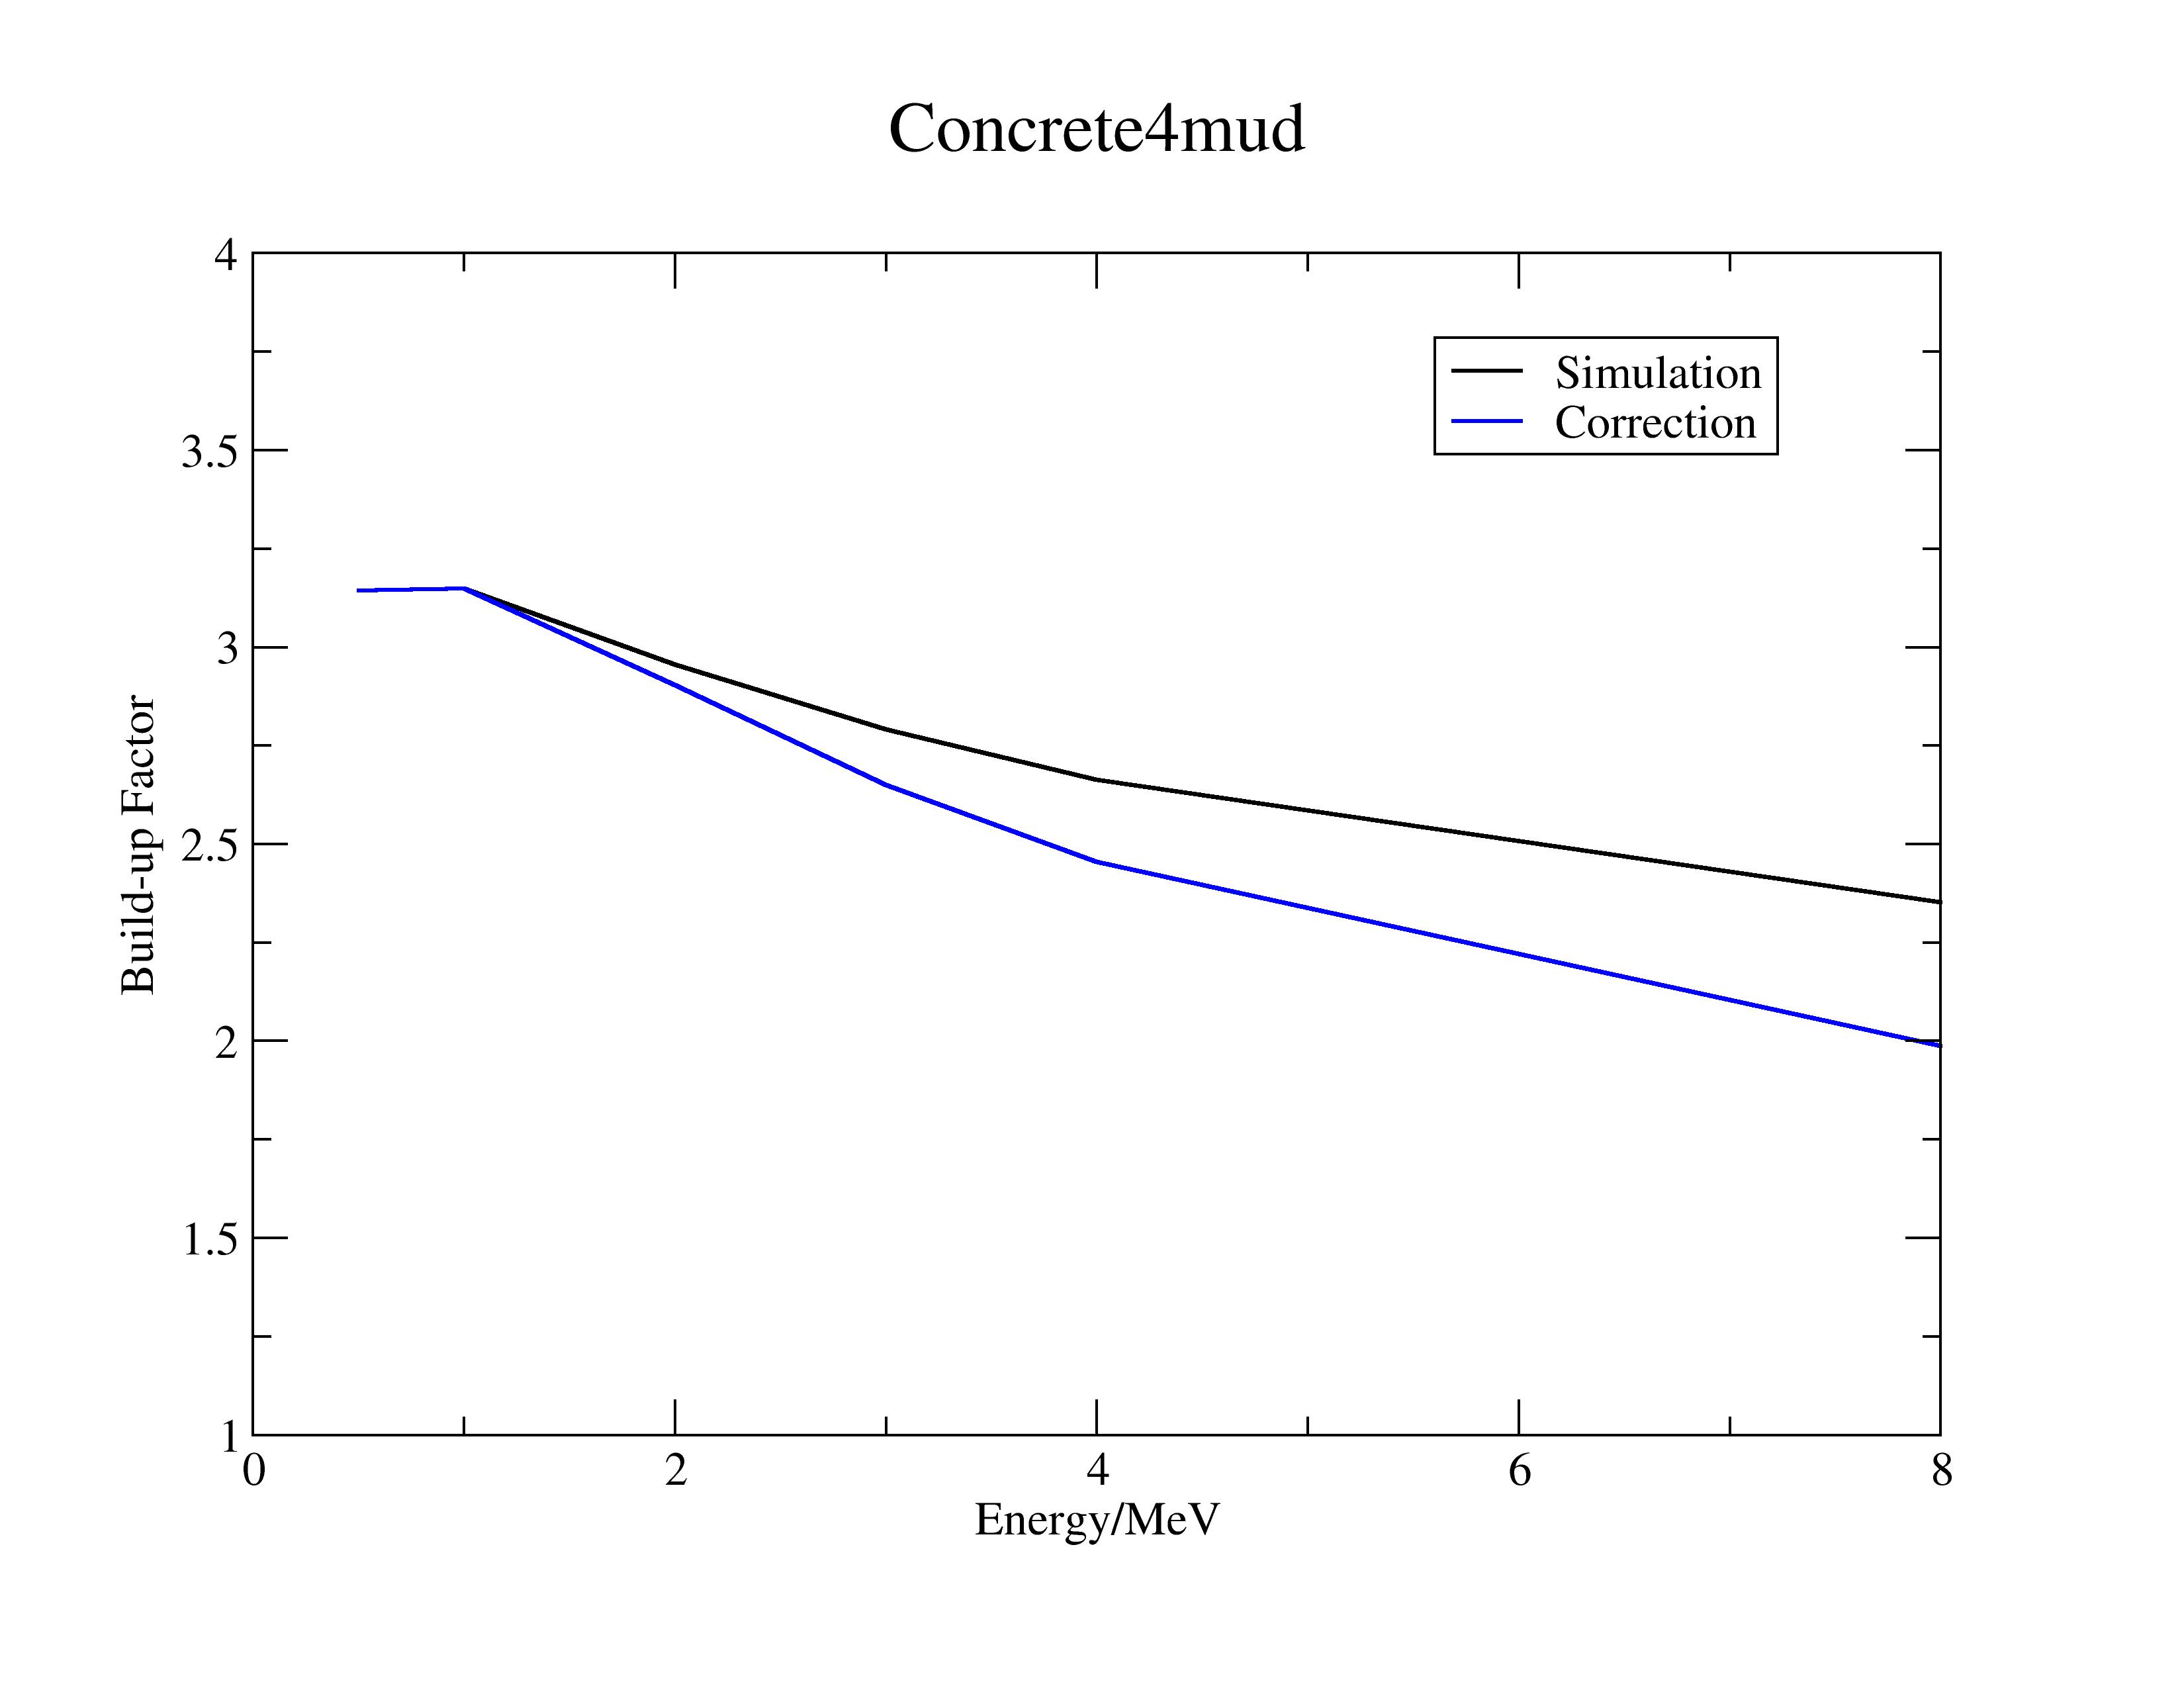 Concrete4mud
4
3.5
3
2.5
2
1.5
1
Build-up Factor
Simulation
Correction
0 2 4 6 8
Energy/MeV